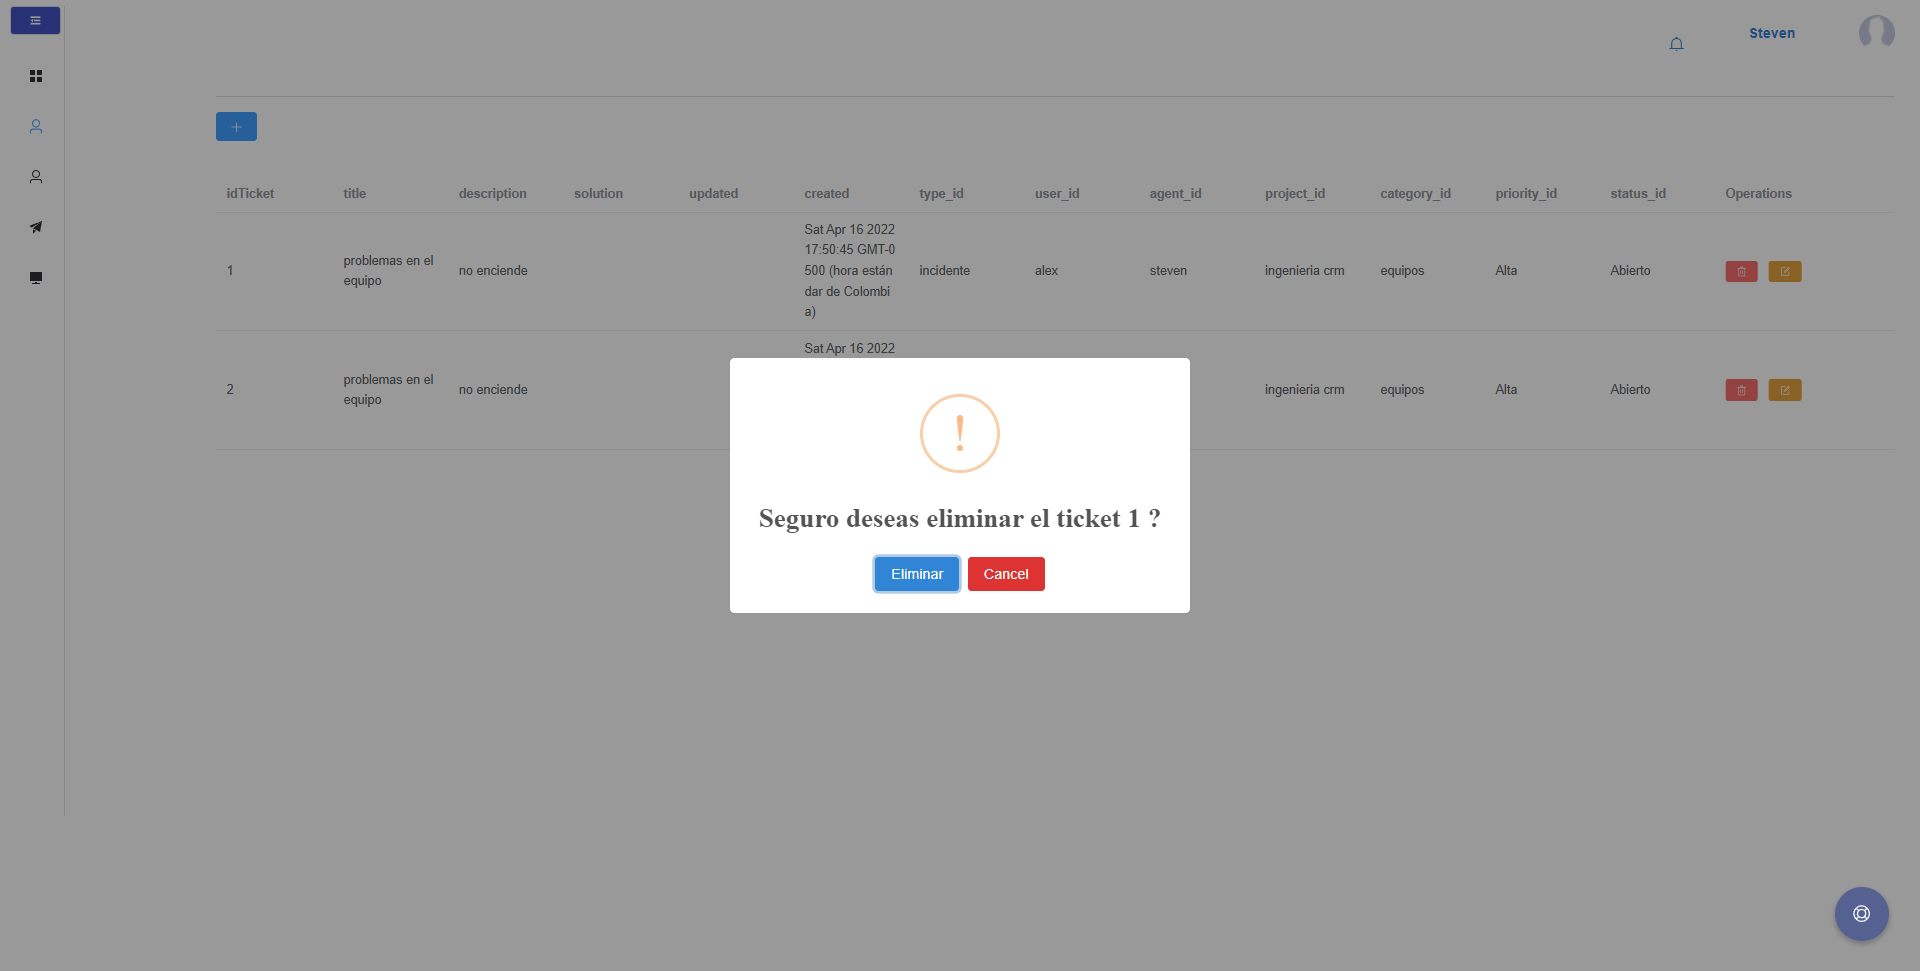 Steven
idTicket title description solution updated created type_id user_id agent_id project_id category_id priority_id status_id Operations
Sat Apr 16 2022
17:50:45 GMT-0
500 (hora están
dar de Colombi
a)
1 problemas en el
equipo no enciende incidente alex steven ingenieria crm equipos Alta Abierto
Sat Apr 16 2022
2 problemas en el
equipo no enciende ingenieria crm equipos Alta Abierto
!
Seguro deseas eliminar el ticket 1 ?
Eliminar Cancel